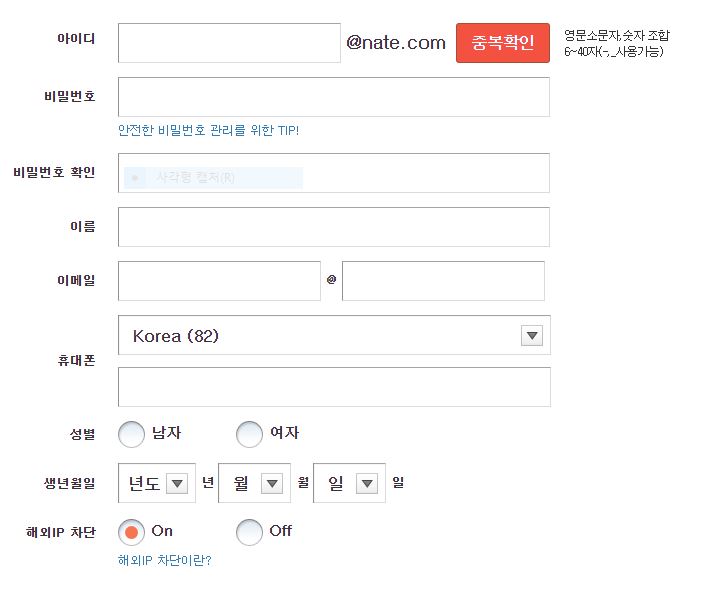 아이디 @nate.com 중복확인 영문소문자, 숫자 조합
6~40자(-,_사용가능)
비밀번호
안전한 비밀번호 관리를 위한 TIP!
비밀번호 확인 사각형 캡처(R)
이름
이메일 @
Korea (82)
휴대폰
성별 남자 여자
생년월일 년도 년 월 월 일 일
해외IP 차단 On Off
해외IP 차단이란?